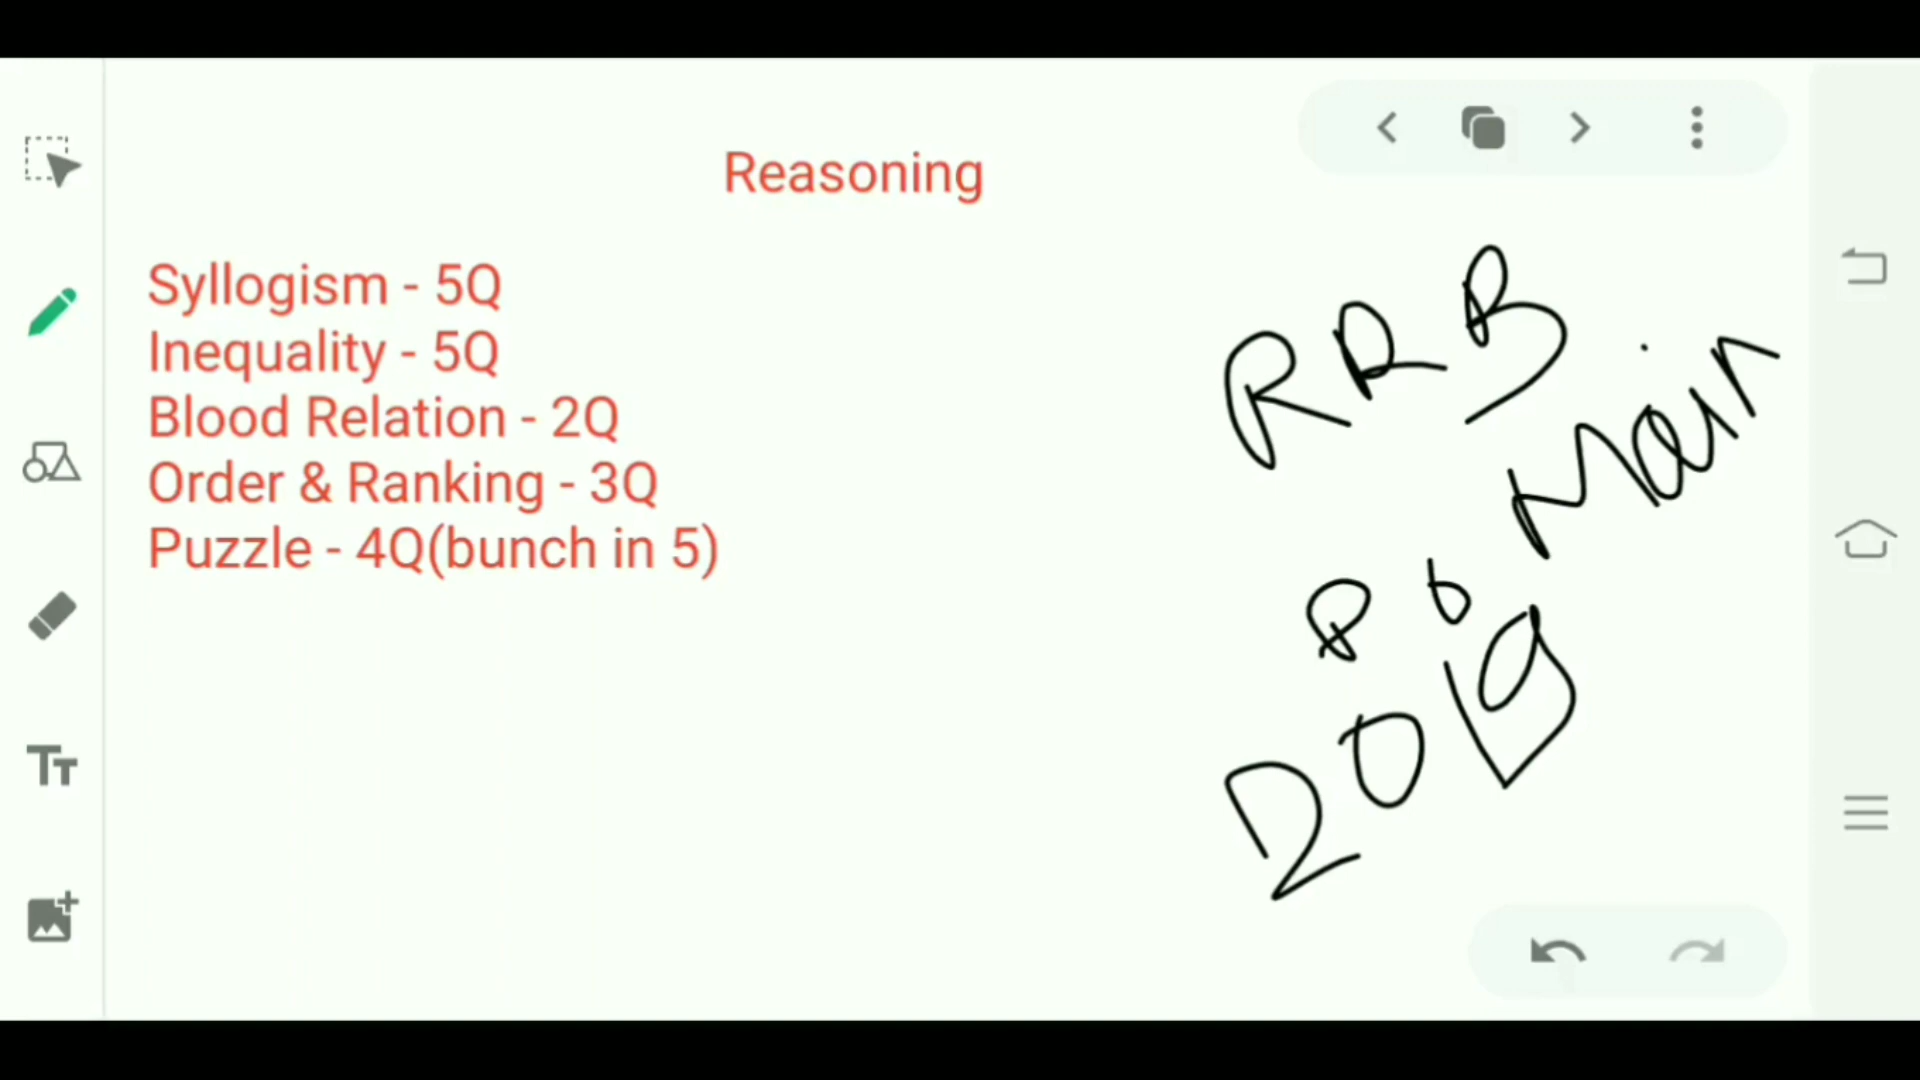 Reasoning
Syllogism - 5Q
Inequality - 5Q
Blood Relation - 2Q
Order & Ranking - 3Q
Puzzle - 4Q(bunch in 5)
RRB
Main
2019